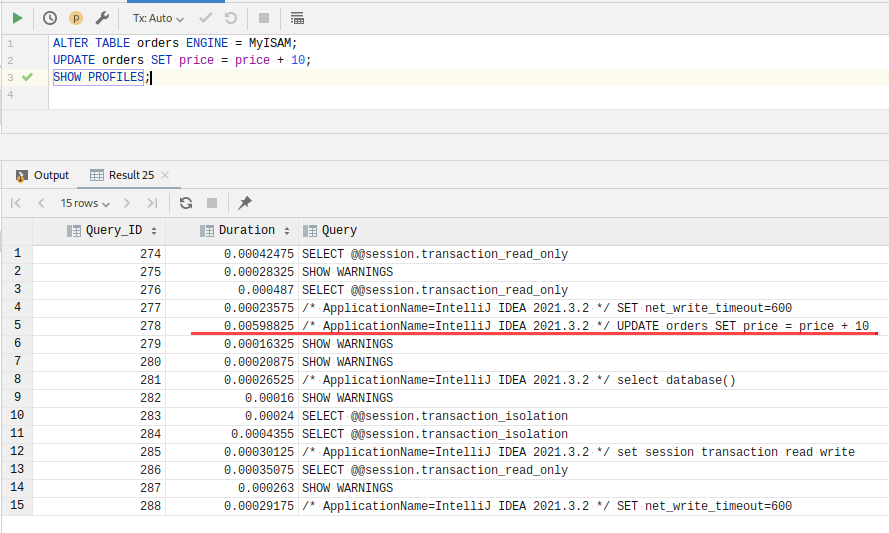 Tx: Auto
1 ALTER TABLE orders ENGINE = MyISAM;
2 UPDATE orders SET price = price + 10;
3 SHOW PROFILES;
4
Output Result 25
15 rows
Query_ID Duration Query
1 274 0.00042475 SELECT @@session.transaction_read_only
2 275 0.00028325 SHOW WARNINGS
3 276 0.000487 SELECT @@session.transaction_read_only
4 277 0.00023575 /* ApplicationName=IntelliJ IDEA 2021.3.2 */ SET net_write_timeout=600
5 278 0.00598825 /* ApplicationName=IntelliJ IDEA 2021.3.2 */ UPDATE orders SET price = price + 10
6 279 0.00016325 SHOW WARNINGS
7 280 0.00020875 SHOW WARNINGS
8 281 0.00026525 /* ApplicationName=IntelliJ IDEA 2021.3.2 */ select database()
9 282 0.00016 SHOW WARNINGS
10 283 0.00024 SELECT @@session.transaction_isolation
11 284 0.0004355 SELECT @@session.transaction_isolation
12 285 0.00030125 /* ApplicationName=IntelliJ IDEA 2021.3.2 */ set session transaction read write
13 286 0.00035075 SELECT @@session.transaction_read_only
14 287 0.000263 SHOW WARNINGS
15 288 0.00029175 /* ApplicationName=IntelliJ IDEA 2021.3.2 */ SET net_write_timeout=600